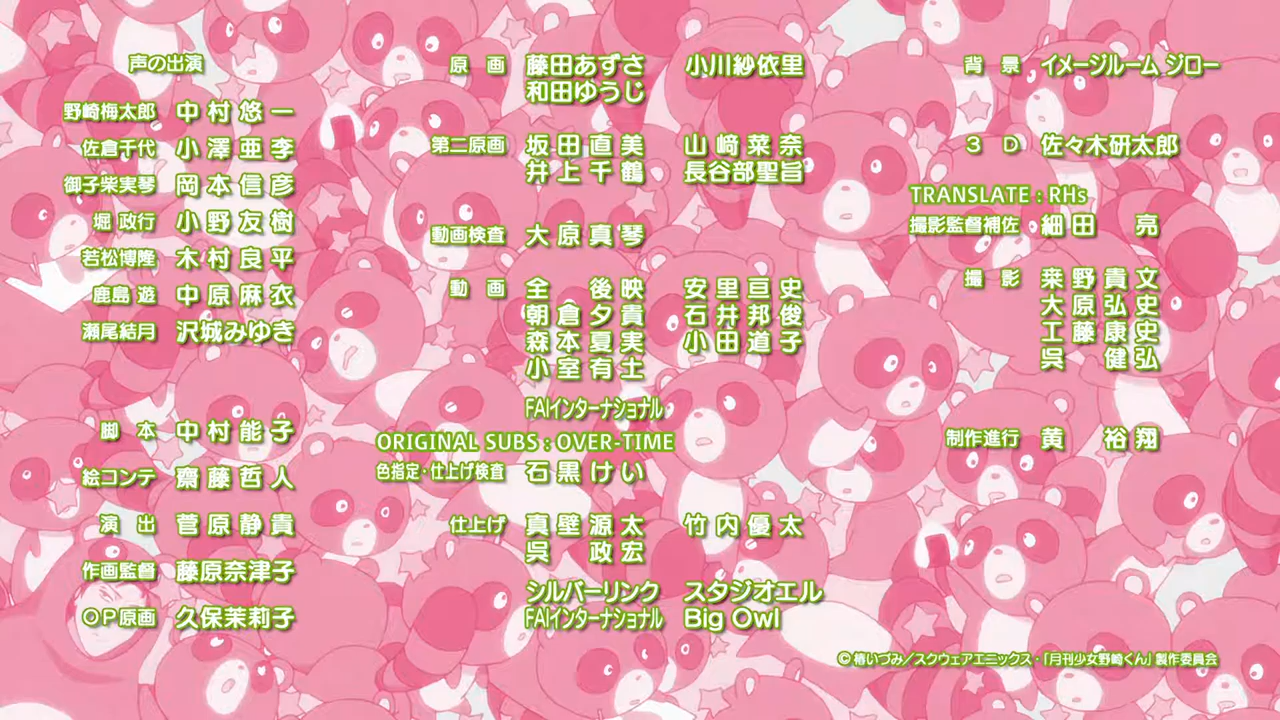 声の出演
野崎梅太郎 中村悠一
佐倉千代 小澤亜李
御子柴実琴 岡本信彦
堀 政行 小野友樹
若松博隆 木村良平
鹿島 遊 中原麻衣
瀬尾結月 沢城みゆき
脚 本 中村能子
絵コンテ 齋藤哲人
演 出 菅原静貴
作画監督 藤原奈津子
OP原画 久保茉莉子
原 画 藤田あずさ 小川紗依里
和田ゆうじ
第二原画 坂田直美 山﨑菜奈
井上千鶴 長谷部聖旨
動画検査 大原真琴
動 画 全 後映 安里亘史
朝倉夕貴 石井邦俊
森本夏実 小田道子
小室有土
FAIインターナショナル
ORIGINAL SUBS : OVER-TIME
色指定・仕上げ検査 石黒けい
仕上げ 真壁源太 竹内優太
呉 政宏
シルバーリンク スタジオエル
FAIインターナショナル Big Owl
背 景 イメージルーム ジロー
3 D 佐々木研太郎
TRANSLATE : RHs
撮影監督補佐 細田 亮
撮 影 桒野貴文
大原弘史
工藤康史
呉 健弘
制作進行 黄 裕翔
© 椿いづみ／スクウェアエニックス・「月刊少女野崎くん」製作委員会